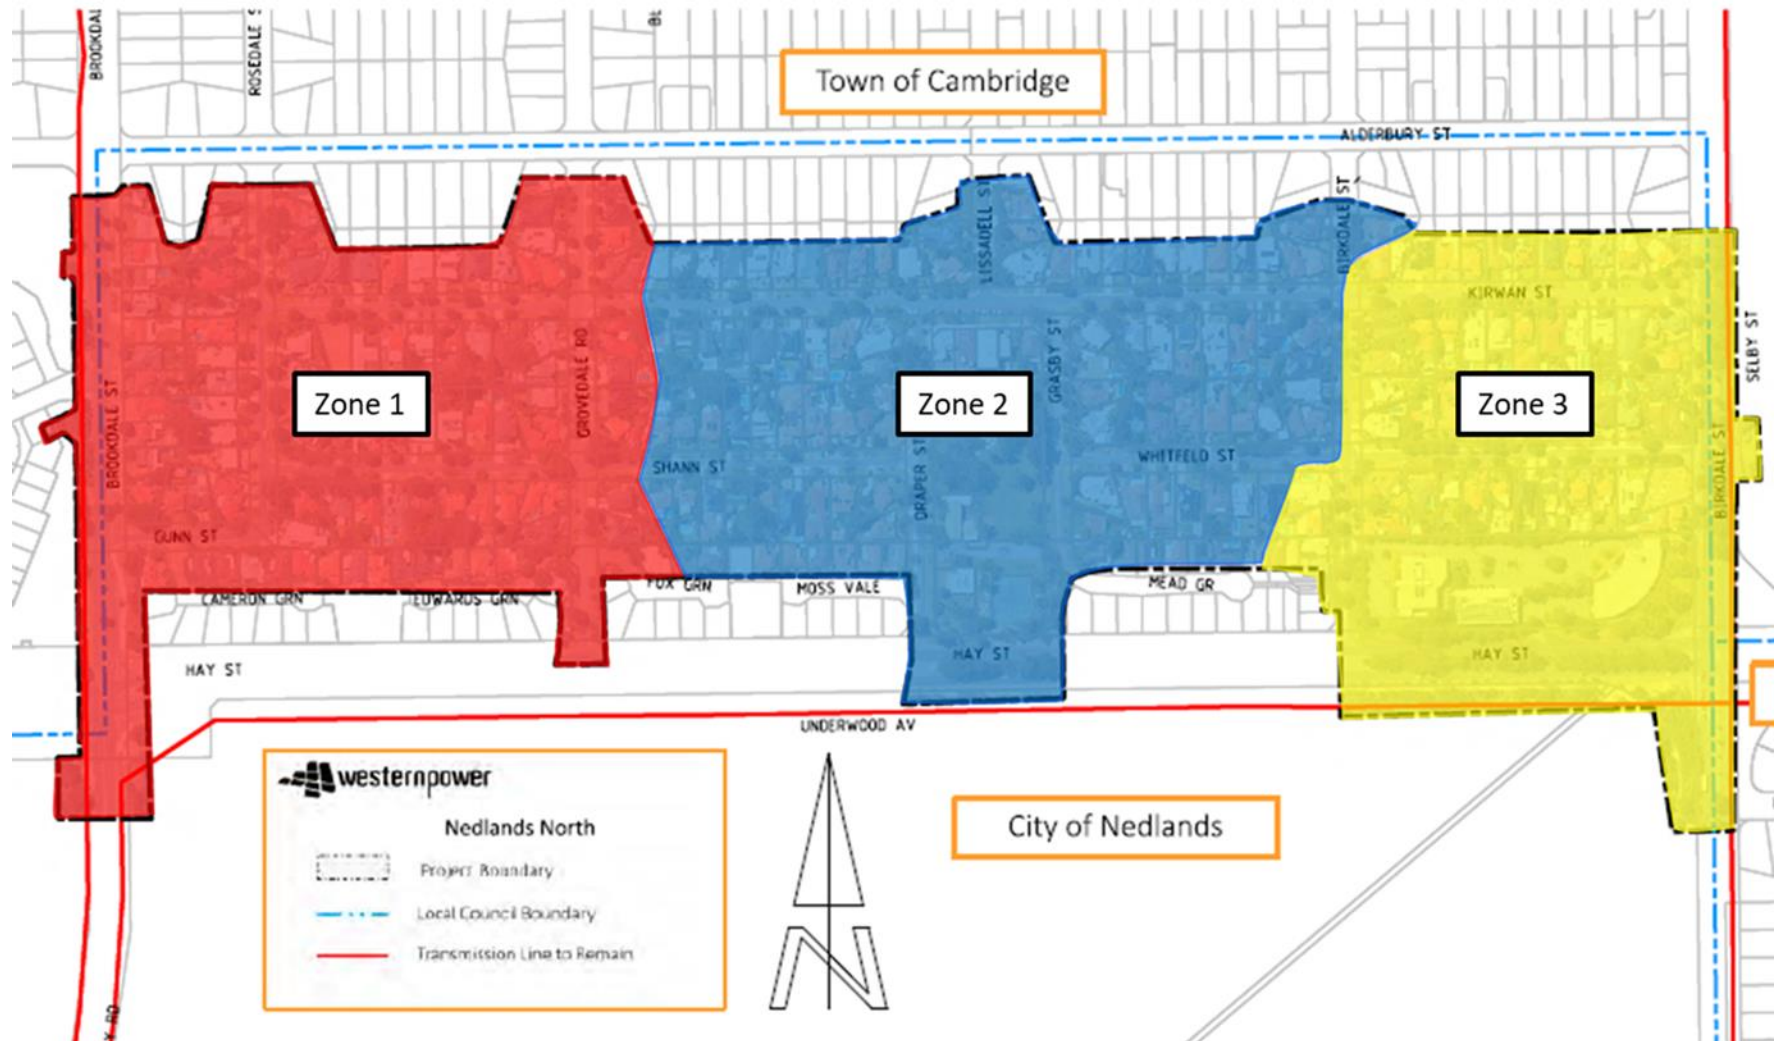 BROOKDAL
ROSEDALE S
BL
Town of Cambridge
ALDERBURY ST
LISSADELL ST
BIRKDALE ST
KIRWAN ST
SELBY ST
GROVEDALE RD
GRASBY ST
BROOKDALE ST
Zone 1
Zone 2
Zone 3
SHANN ST
DRAPER ST
WHITFELD ST
BIRKDALE ST
GUNN ST
CAMERON GRN
EDWARDS GRN
FOX GRN
MOSS VALE
MEAD GR
HAY ST
HAY ST
HAY ST
UNDERWOOD AV
westernpower
Nedlands North
Project Boundary
Local Council Boundary
Transmission Line to Remain
City of Nedlands
N
Y RD